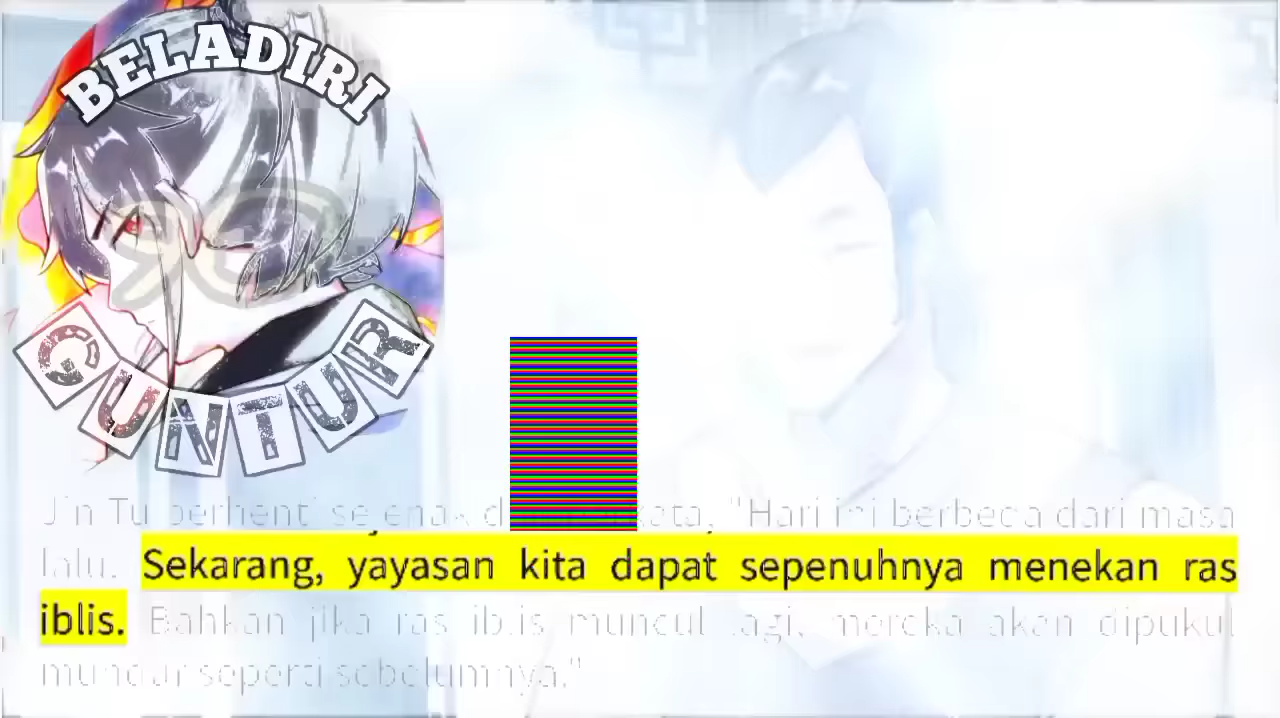 BELADIRI
GUNTUR
Jin Tu berhenti sejenak dan berkata, "Hari ini berbeda dari masa
lalu. Sekarang, yayasan kita dapat sepenuhnya menekan ras
iblis. Bahkan jika ras iblis muncul lagi, mereka akan dipukul
mundur seperti sebelumnya."